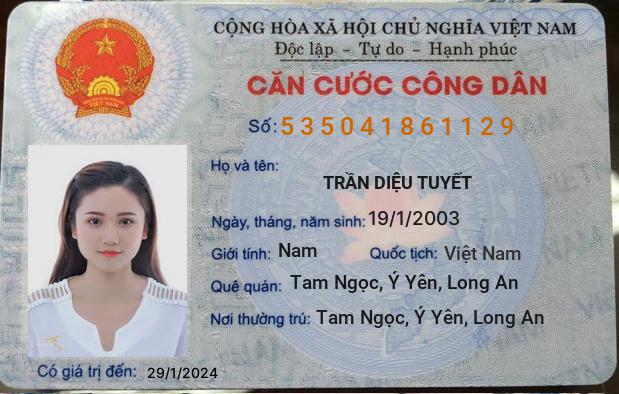 CỘNG HÒA XÃ HỘI CHỦ NGHĨA VIỆT NAM
Độc lập - Tự do - Hạnh phúc
CĂN CƯỚC CÔNG DÂN
Số: 535041861129
Họ và tên:
TRẦN DIỆU TUYẾT
Ngày, tháng, năm sinh: 19/1/2003
Giới tính: Nam Quốc tịch: Việt Nam
Quê quán: Tam Ngọc, Ý Yên, Long An
Nơi thường trú: Tam Ngọc, Ý Yên, Long An
Có giá trị đến: 29/1/2024
VIỆT NAM